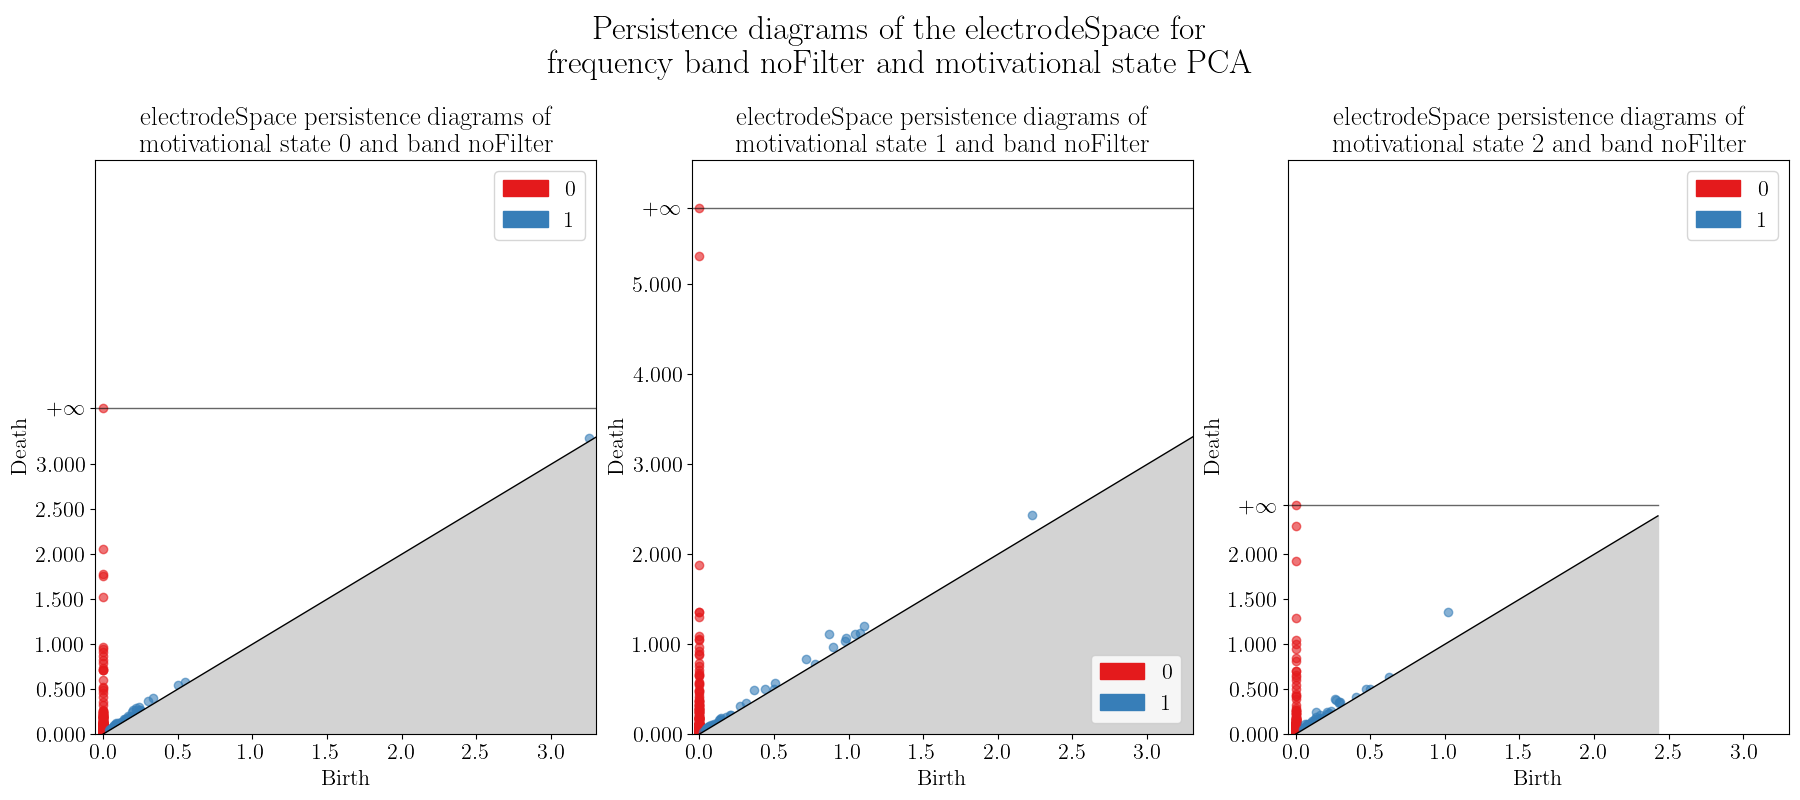 Persistence diagrams of the electrodeSpace for
frequency band noFilter and motivational state PCA
electrodeSpace persistence diagrams of
motivational state 0 and band noFilter
0
1
+∞
3.000
2.500
2.000
1.500
1.000
0.500
0.000
Death
0.0 0.5 1.0 1.5 2.0 2.5 3.0
Birth
electrodeSpace persistence diagrams of
motivational state 1 and band noFilter
+∞
5.000
4.000
3.000
2.000
1.000
0.000
Death
0
1
0.0 0.5 1.0 1.5 2.0 2.5 3.0
Birth
electrodeSpace persistence diagrams of
motivational state 2 and band noFilter
0
1
+∞
2.000
1.500
1.000
0.500
0.000
Death
0.0 0.5 1.0 1.5 2.0 2.5 3.0
Birth